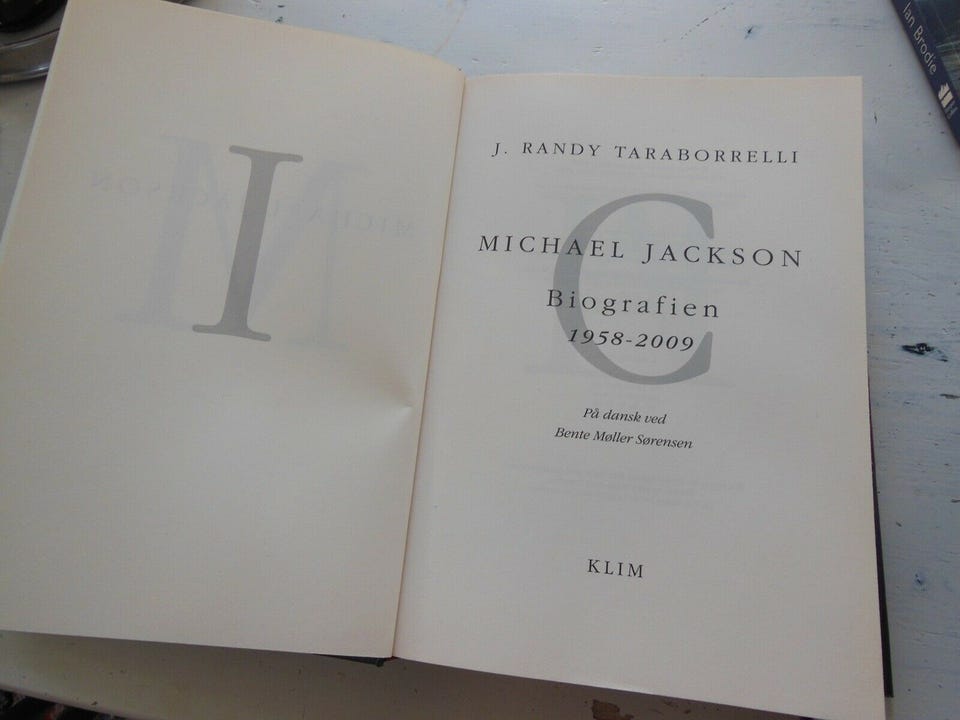 I
J. RANDY TARABORRELLI
C
MICHAEL JACKSON
Biografien
1958-2009
På dansk ved
Bente Møller Sørensen
KLIM
Ian Brodie